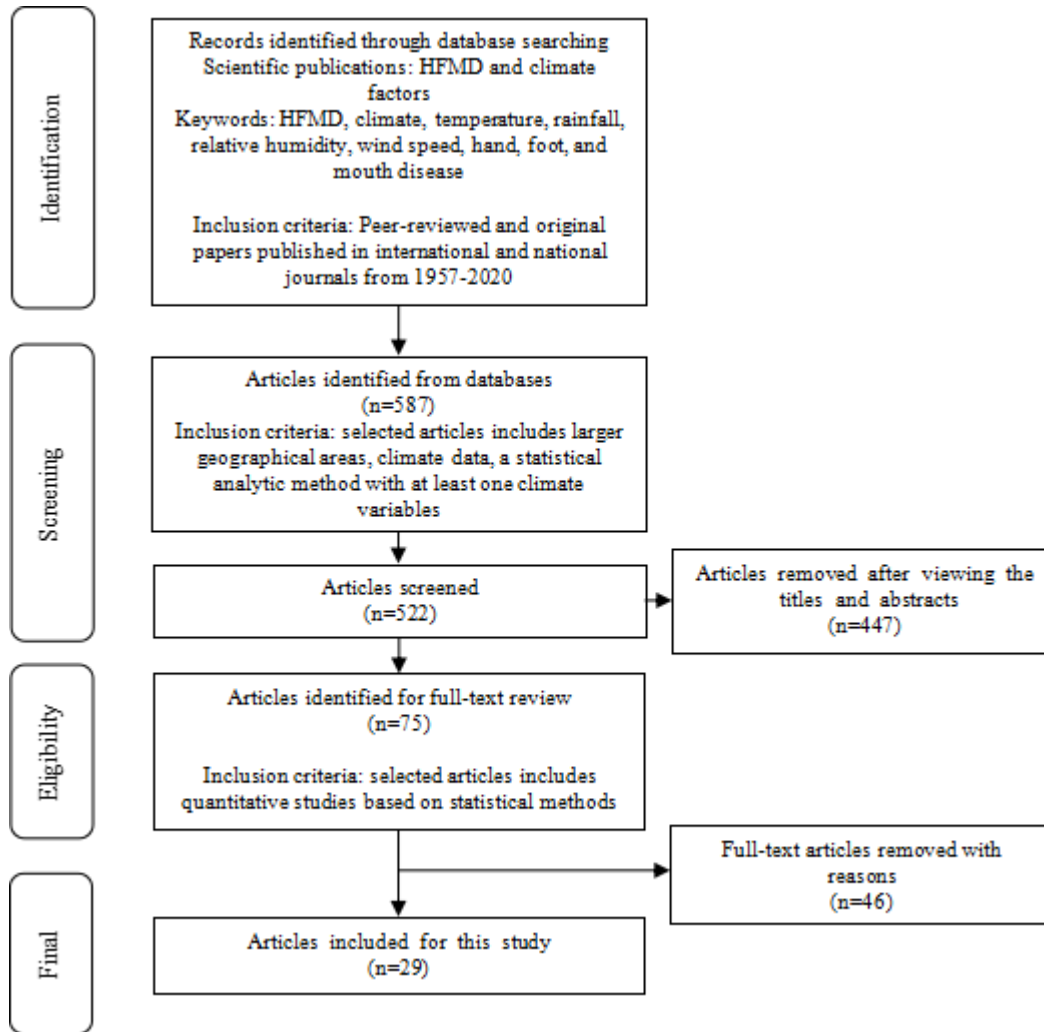 Identification
Records identified through database searching
Scientific publications: HFMD and climate
factors
Keywords: HFMD, climate, temperature, rainfall,
relative humidity, wind speed, hand, foot, and
mouth disease
Inclusion criteria: Peer-reviewed and original
papers published in international and national
journals from 1957-2020
Screening
Articles identified from databases
(n=587)
Inclusion criteria: selected articles includes larger
geographical areas, climate data, a statistical
analytic method with at least one climate
variables
Articles screened
(n=522)
Articles removed after viewing the
titles and abstracts
(n=447)
Eligibility
Articles identified for full-text review
(n=75)
Inclusion criteria: selected articles includes
quantitative studies based on statistical methods
Full-text articles removed with
reasons
(n=46)
Final
Articles included for this study
(n=29)